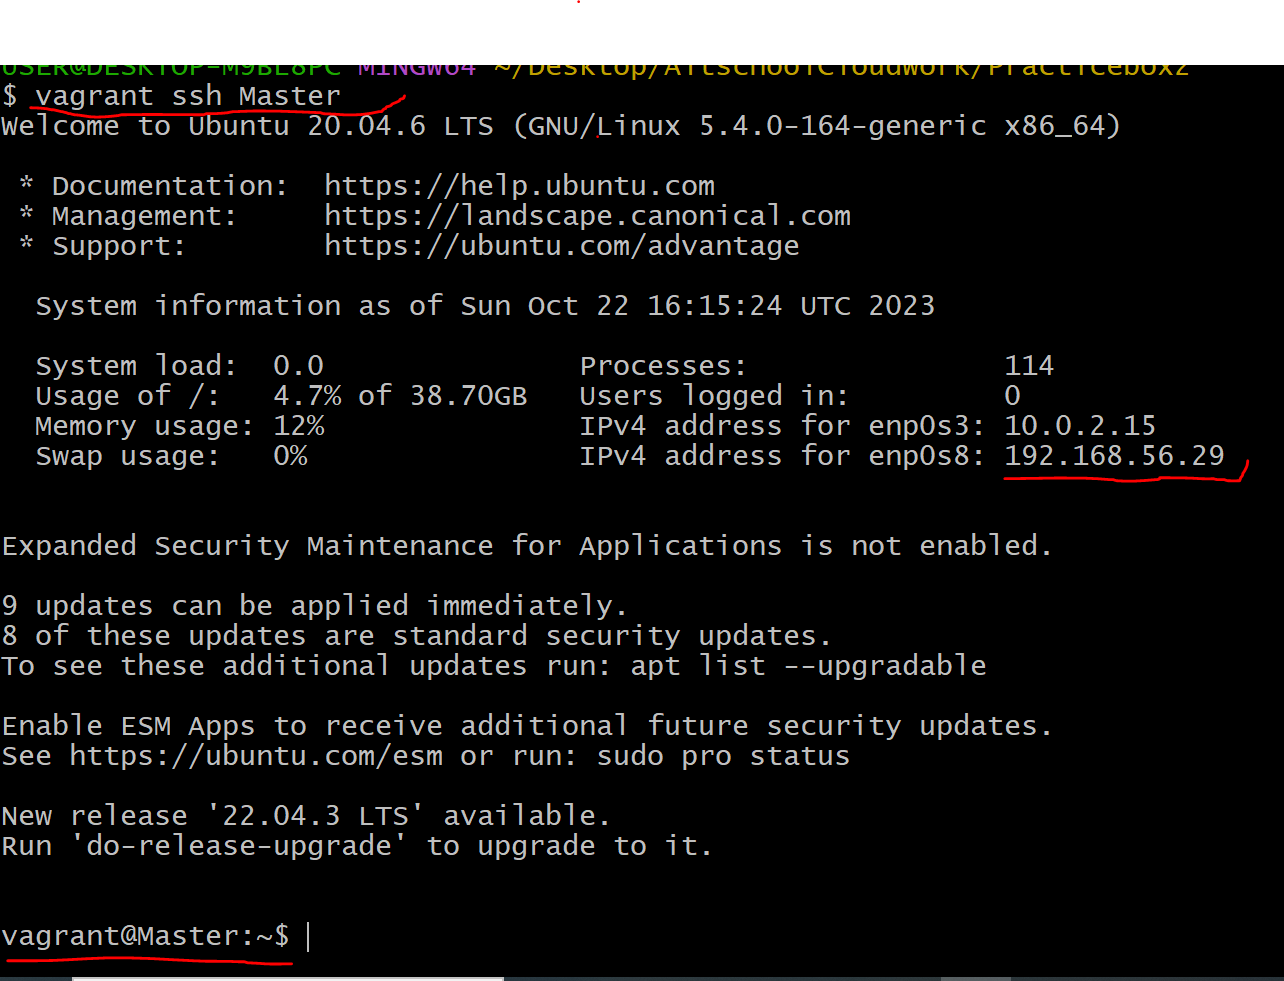 USER@DESKTOP-M9BL8PC MINGW64 ~/Desktop/AltschoolCloudWork/Practicebox2
$ vagrant ssh Master
Welcome to Ubuntu 20.04.6 LTS (GNU/Linux 5.4.0-164-generic x86_64)
* Documentation: https://help.ubuntu.com
* Management: https://landscape.canonical.com
* Support: https://ubuntu.com/advantage
System information as of Sun Oct 22 16:15:24 UTC 2023
System load: 0.0 Processes: 114
Usage of /: 4.7% of 38.70GB Users logged in: 0
Memory usage: 12% IPv4 address for enp0s3: 10.0.2.15
Swap usage: 0% IPv4 address for enp0s8: 192.168.56.29
Expanded Security Maintenance for Applications is not enabled.
9 updates can be applied immediately.
8 of these updates are standard security updates.
To see these additional updates run: apt list --upgradable
Enable ESM Apps to receive additional future security updates.
See https://ubuntu.com/esm or run: sudo pro status
New release '22.04.3 LTS' available.
Run 'do-release-upgrade' to upgrade to it.
vagrant@Master:~$